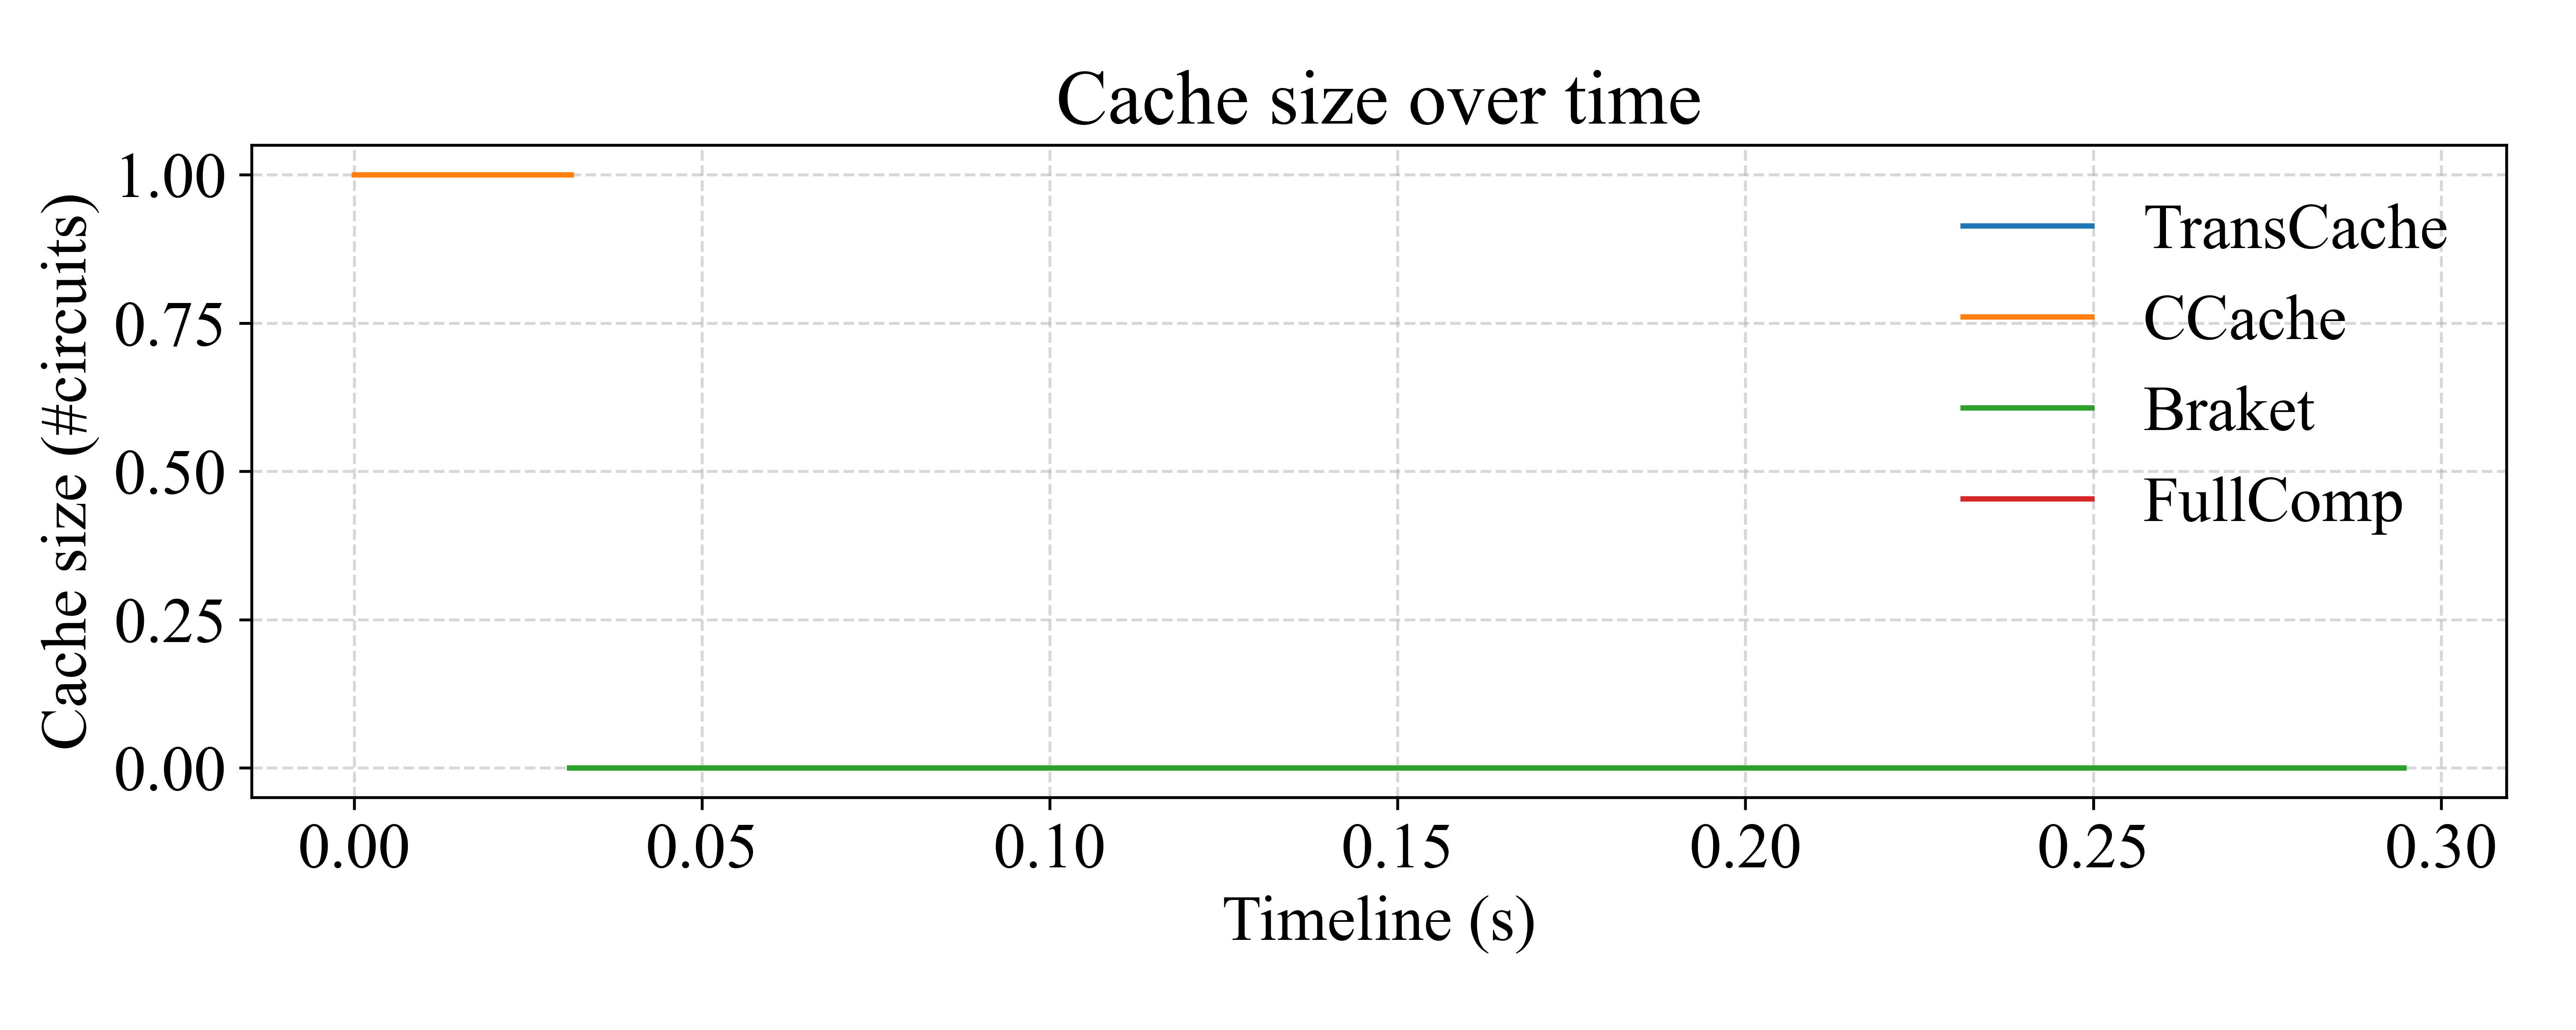 Cache size over time
Cache size (#circuits)
1.00
0.75
0.50
0.25
0.00
TransCache
CCache
Braket
FullComp
0.00 0.05 0.10 0.15 0.20 0.25 0.30
Timeline (s)